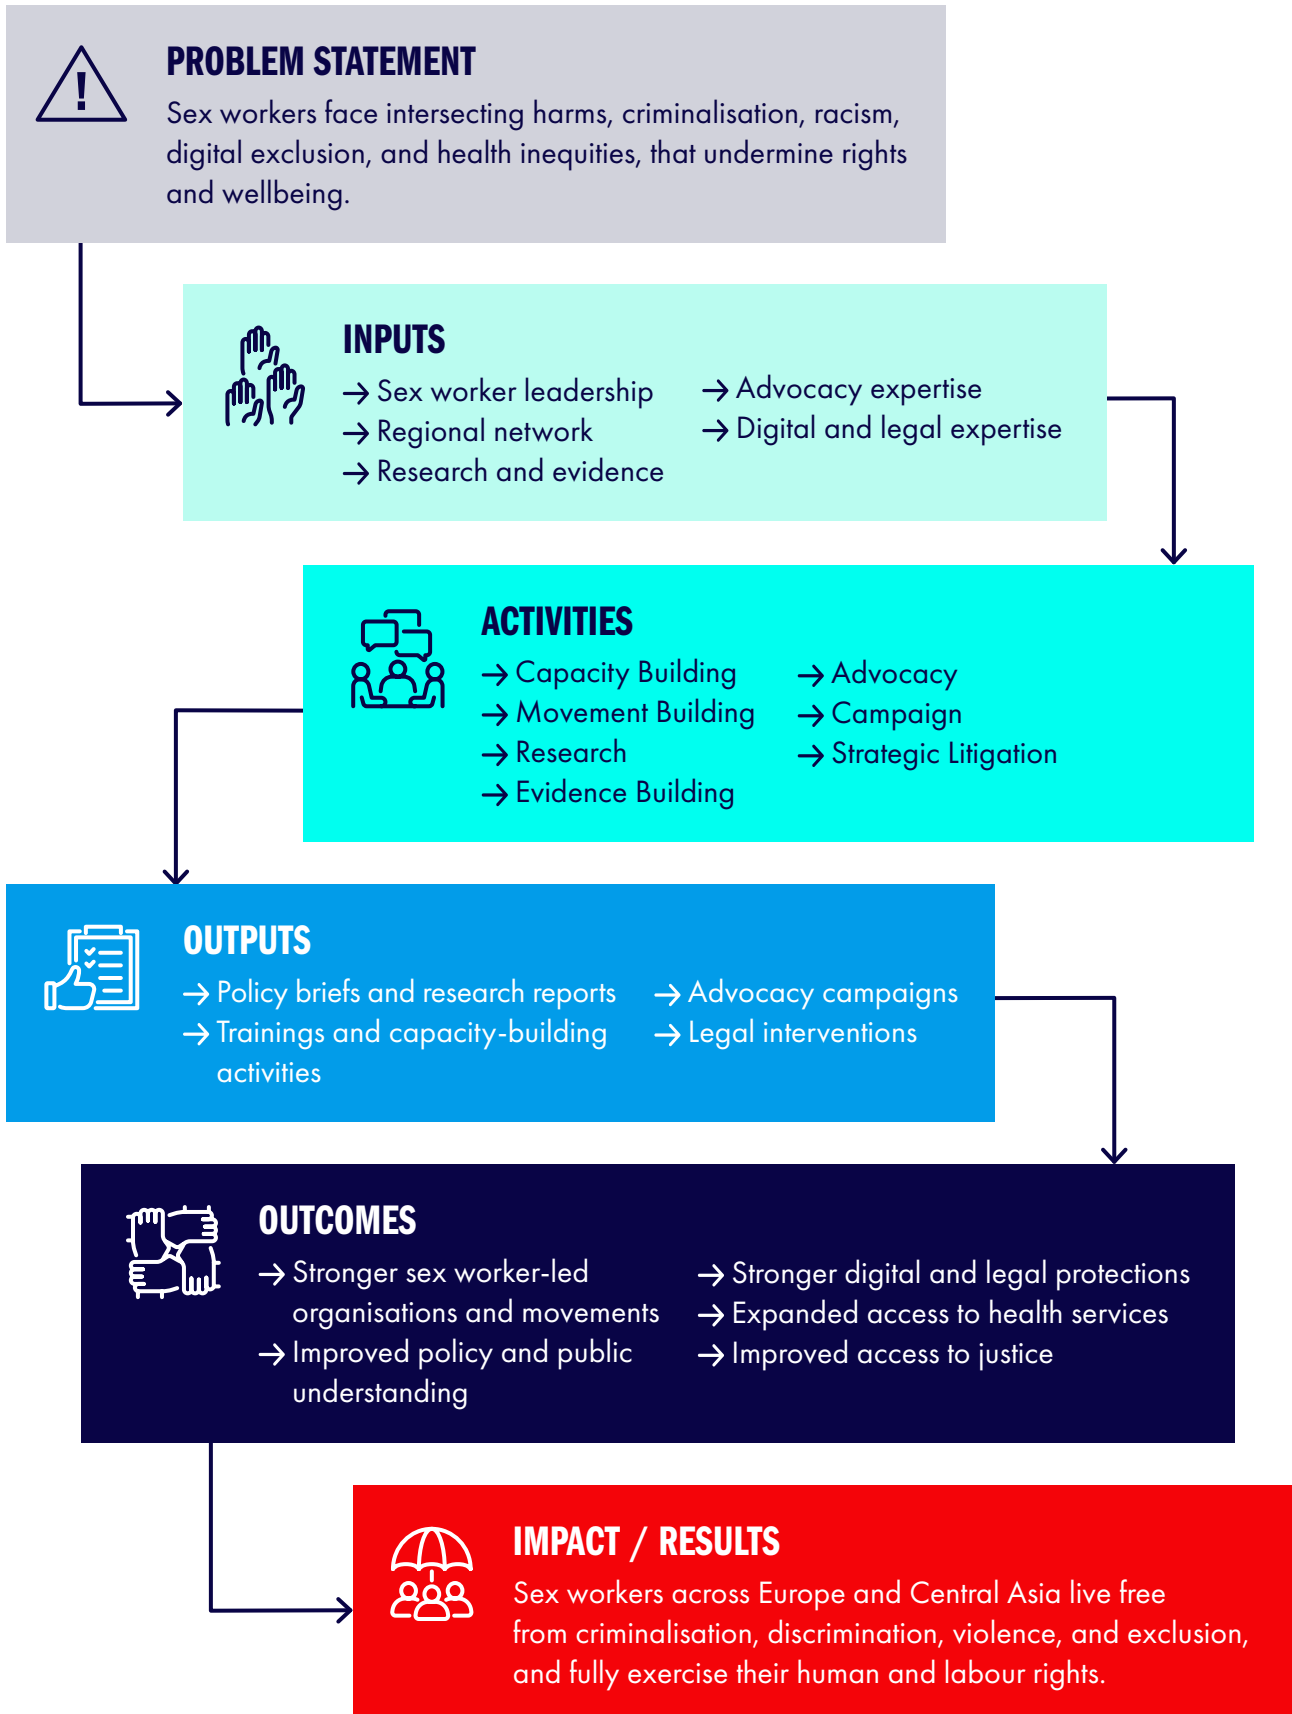 PROBLEM STATEMENT
Sex workers face intersecting harms, criminalisation, racism,
digital exclusion, and health inequities, that undermine rights
and wellbeing.
INPUTS
→ Sex worker leadership
→ Regional network
→ Research and evidence
→ Advocacy expertise
→ Digital and legal expertise
ACTIVITIES
→ Capacity Building
→ Movement Building
→ Research
→ Evidence Building
→ Advocacy
→ Campaign
→ Strategic Litigation
OUTPUTS
→ Policy briefs and research reports
→ Trainings and capacity-building
activities
→ Advocacy campaigns
→ Legal interventions
OUTCOMES
→ Stronger sex worker-led
organisations and movements
→ Improved policy and public
understanding
→ Stronger digital and legal protections
→ Expanded access to health services
→ Improved access to justice
IMPACT / RESULTS
Sex workers across Europe and Central Asia live free
from criminalisation, discrimination, violence, and exclusion,
and fully exercise their human and labour rights.